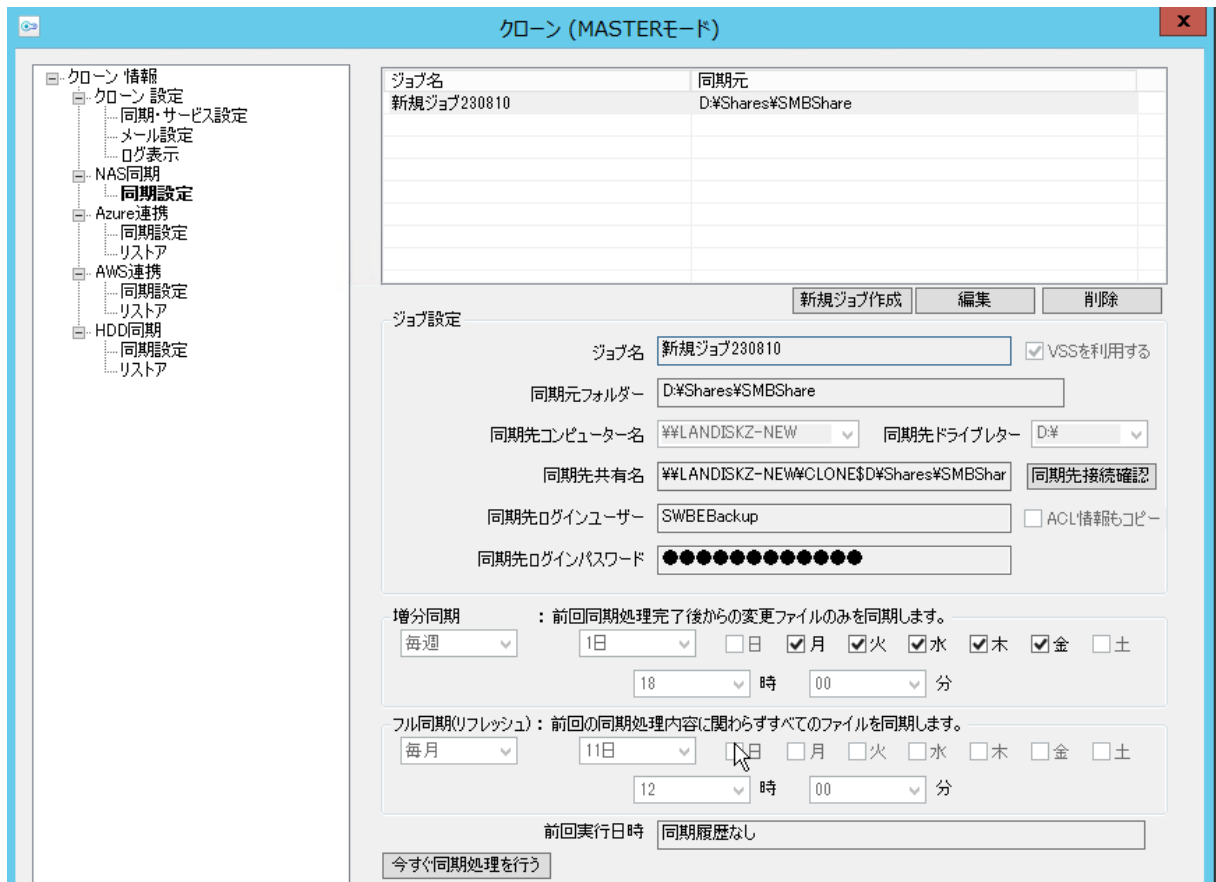 クローン (MASTERモード)
x
クローン 情報
クローン 設定
同期・サービス設定
メール設定
ログ表示
NAS同期
同期設定
Azure連携
同期設定
リストア
AWS連携
同期設定
リストア
HDD同期
同期設定
リストア
ジョブ名 同期元
新規ジョブ230810 D:¥Shares¥SMBShare
新規ジョブ作成 編集 削除
ジョブ設定
ジョブ名 新規ジョブ230810 VSSを利用する
同期元フォルダー D:¥Shares¥SMBShare
同期先コンピューター名 ¥¥LANDISKZ-NEW 同期先ドライブレター D:¥
同期先共有名 ¥¥LANDISKZ-NEW¥CLONE$D¥Shares¥SMBShar 同期先接続確認
同期先ログインユーザー SWBEBackup ACL情報もコピー
同期先ログインパスワード ●●●●●●●●●●●●
増分同期 : 前回同期処理完了後からの変更ファイルのみを同期します。
毎週 1日 日 月 火 水 木 金 土
18 時 00 分
フル同期(リフレッシュ) : 前回の同期処理内容に関わらずすべてのファイルを同期します。
毎月 11日 日 月 火 水 木 金 土
12 時 00 分
前回実行日時 同期履歴なし
今すぐ同期処理を行う